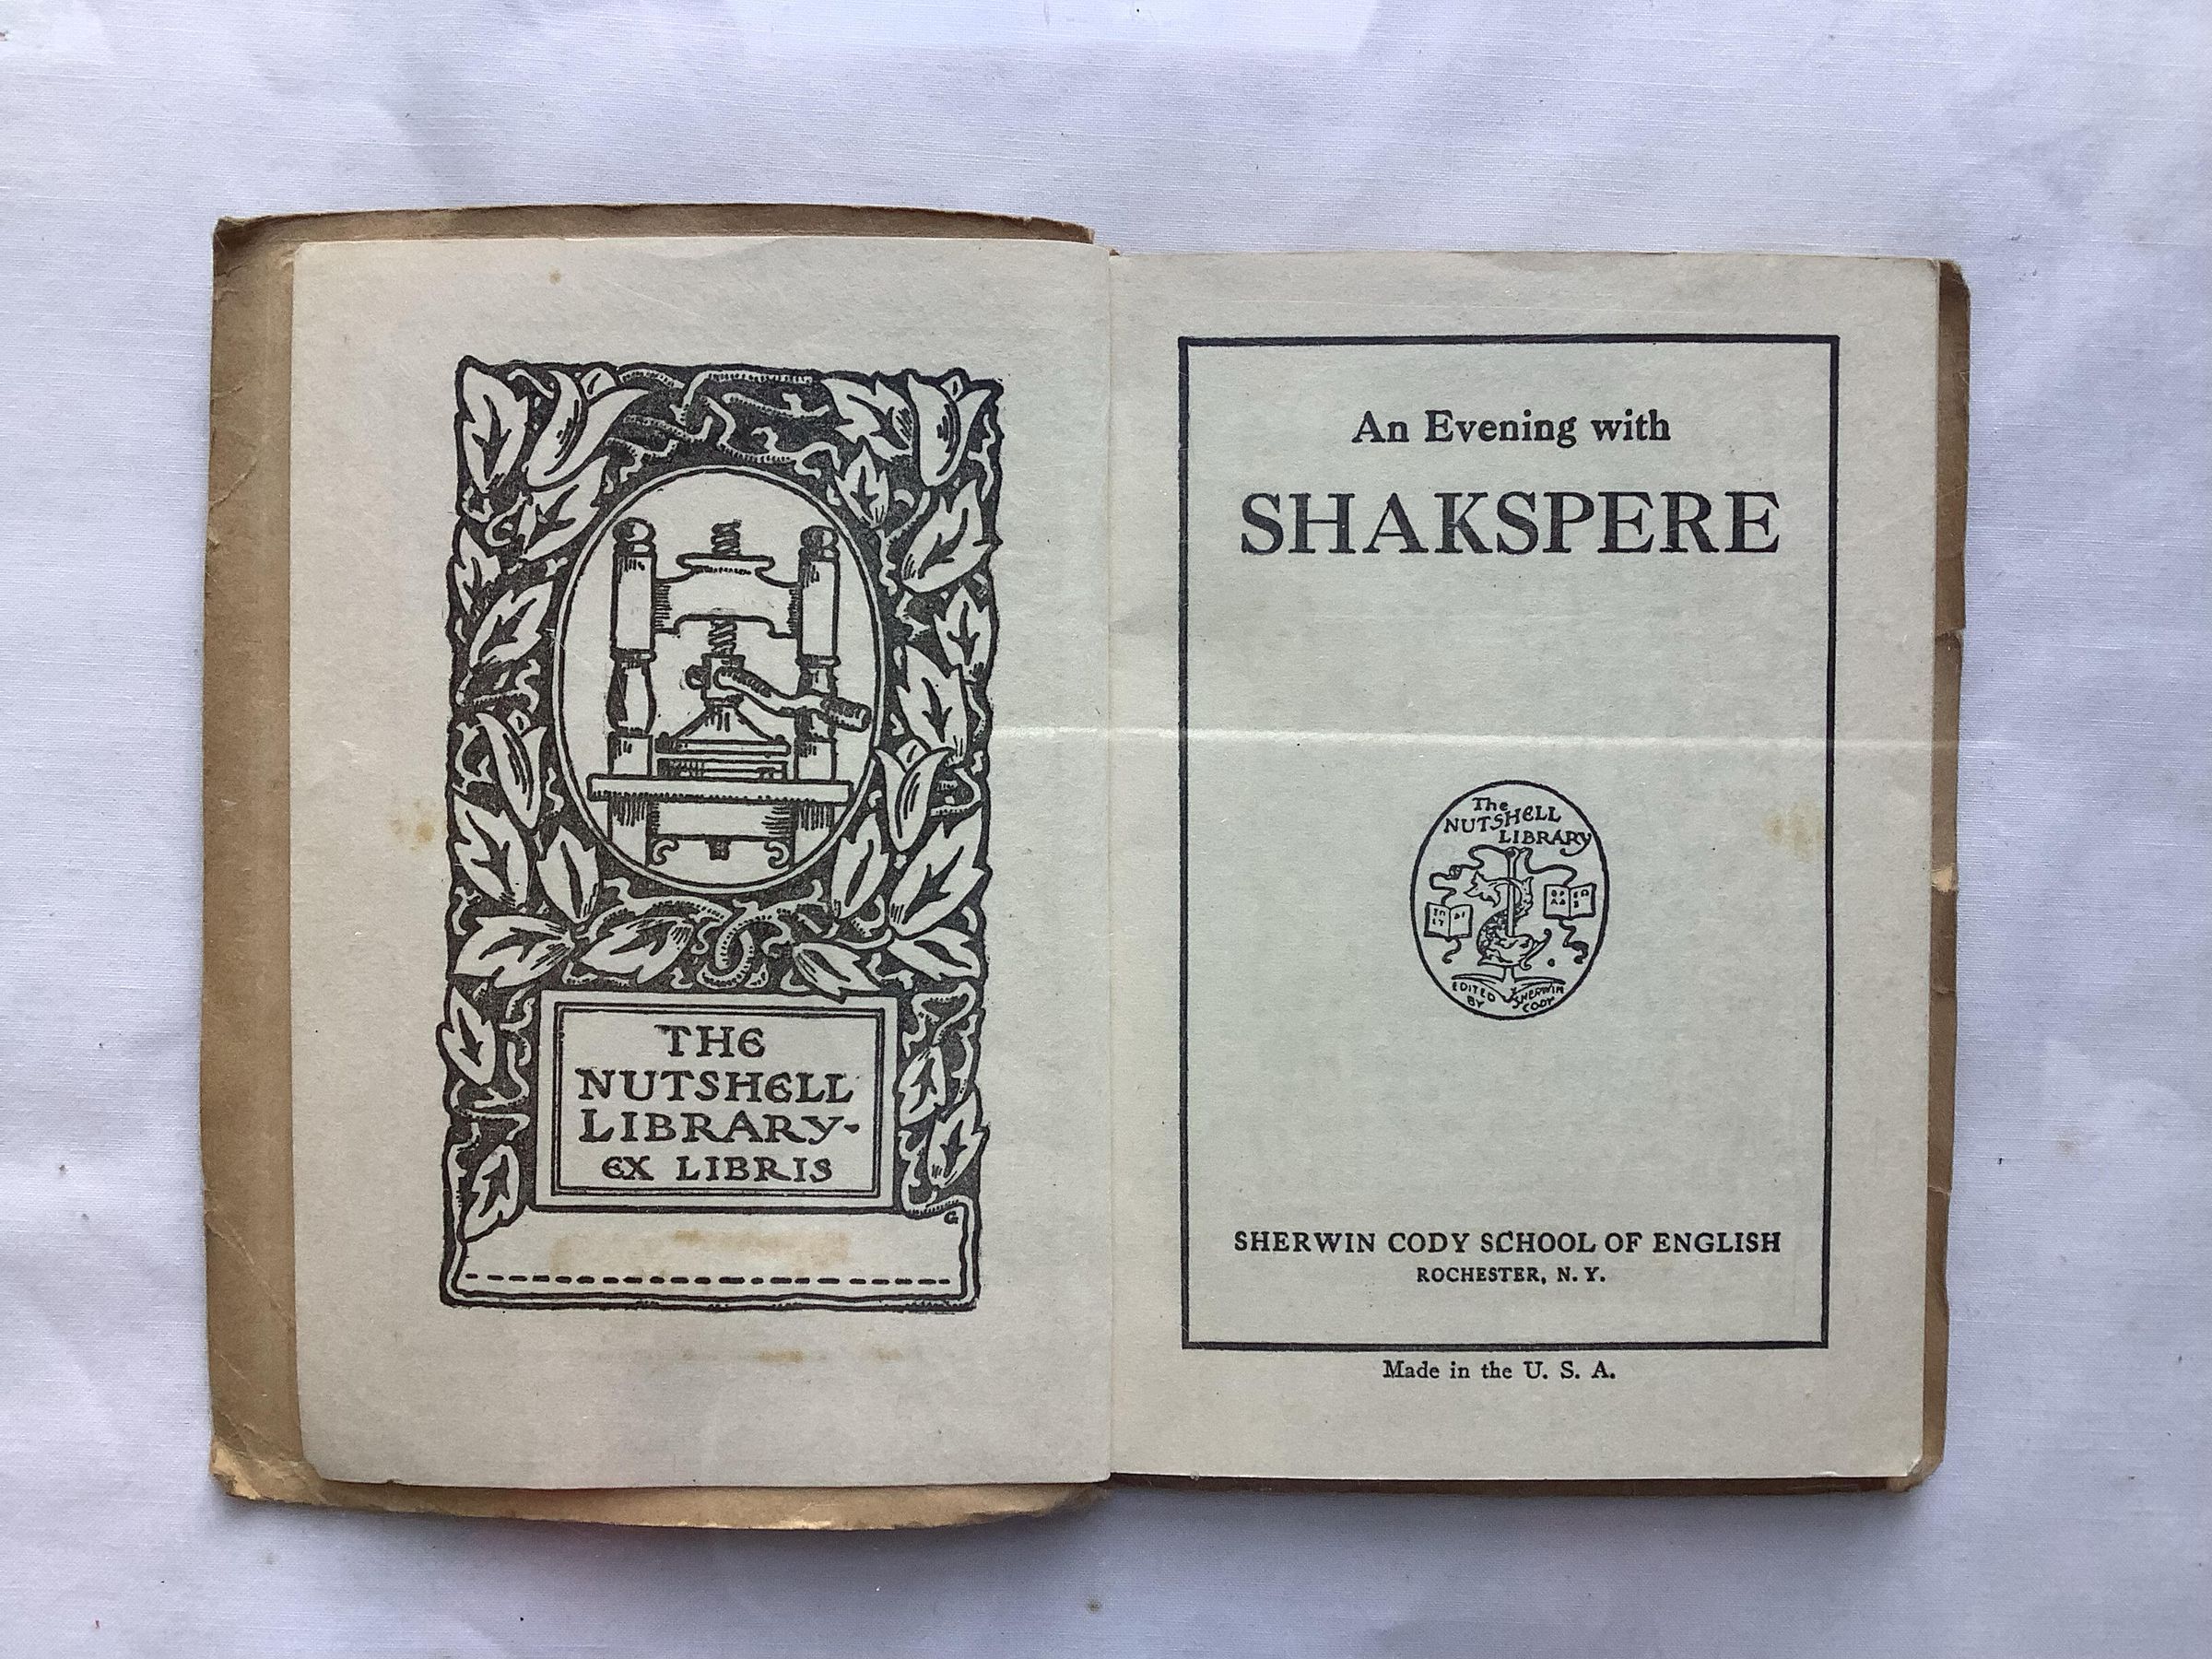 THE
NUTSHELL
LIBRARY-
EX LIBRIS
G
An Evening with
SHAKSPERE
The
NUTSHELL
LIBRARY
EDITED
BY
SHERWIN
CODY
SHERWIN CODY SCHOOL OF ENGLISH
ROCHESTER, N. Y.
Made in the U. S. A.